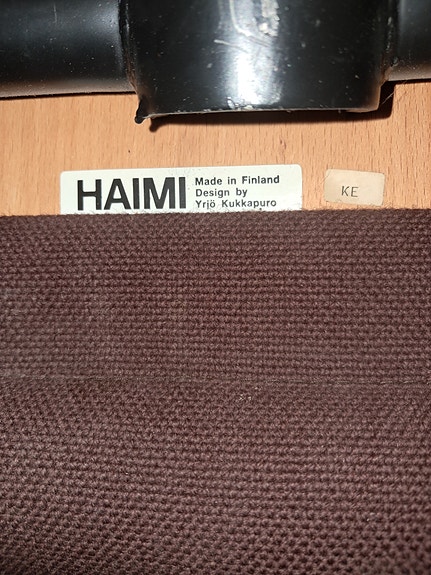 HAIMI
Made in Finland
Design by
Yrjö Kukkapuro
KE